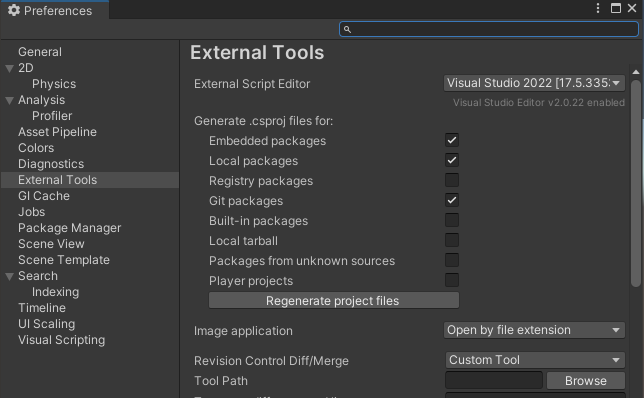 Preferences
General
2D
Physics
Analysis
Profiler
Asset Pipeline
Colors
Diagnostics
External Tools
GI Cache
Jobs
Package Manager
Scene View
Scene Template
Search
Indexing
Timeline
UI Scaling
Visual Scripting
External Tools
External Script Editor Visual Studio 2022 [17.5.335
Visual Studio Editor v2.0.22 enabled
Generate .csproj files for:
Embedded packages
Local packages
Registry packages
Git packages
Built-in packages
Local tarball
Packages from unknown sources
Player projects
Regenerate project files
Image application Open by file extension
Revision Control Diff/Merge Custom Tool
Tool Path Browse